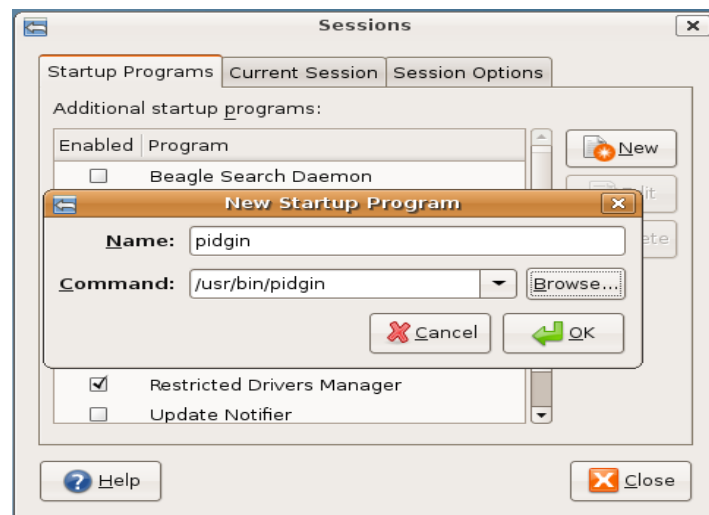 Sessions
Startup Programs Current Session Session Options
Additional startup programs:
Enabled Program
New
Beagle Search Daemon
New Startup Program
Name: pidgin
Command: /usr/bin/pidgin Browse...
Cancel OK
Restricted Drivers Manager
Update Notifier
Help Close